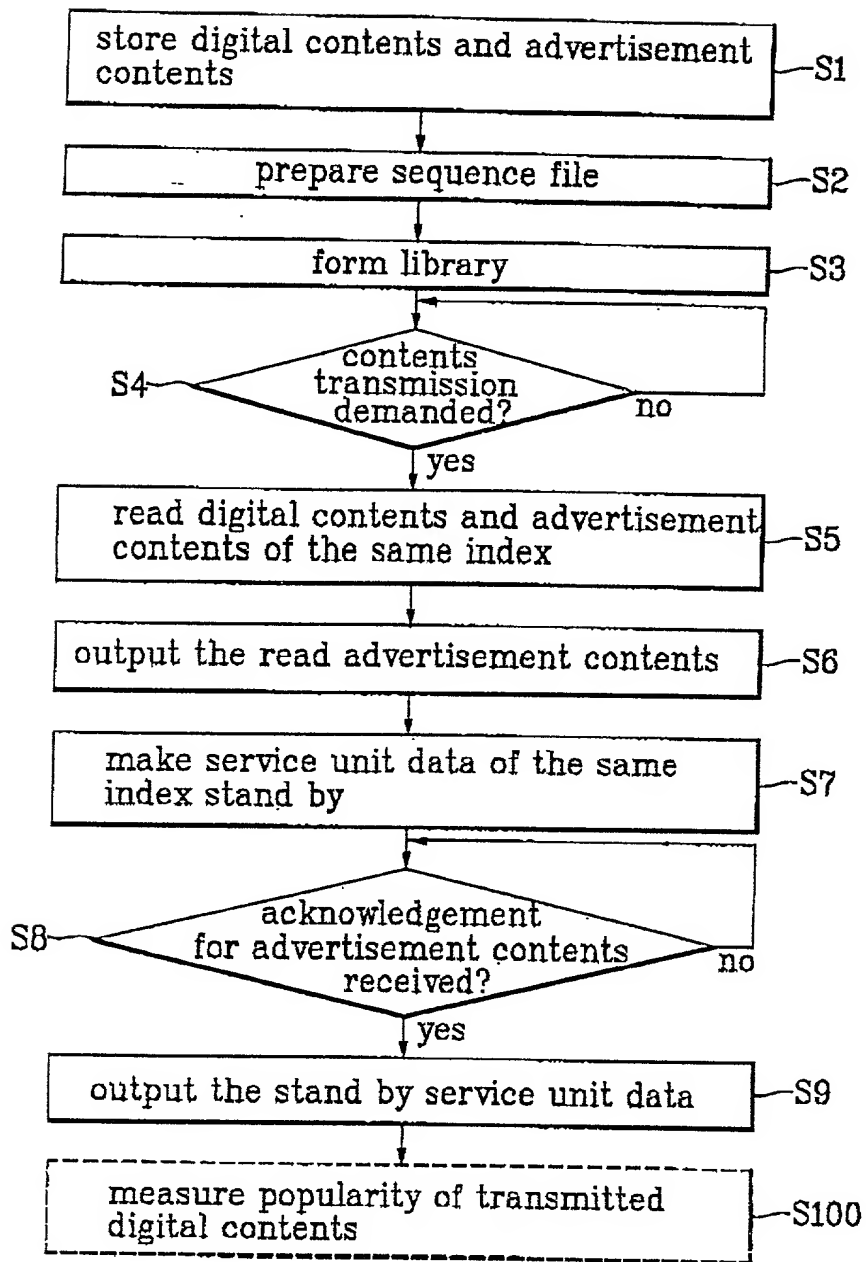 store digital contents and advertisement
contents
S1
prepare sequence file
S2
form library
S3
contents
transmission
demanded?
S4
no
yes
read digital contents and advertisement
contents of the same index
S5
output the read advertisement contents
S6
make service unit data of the same
index stand by
S7
acknowledgement
for advertisement contents
received?
S8
no
yes
output the stand by service unit data
S9
measure popularity of transmitted
digital contents
S100